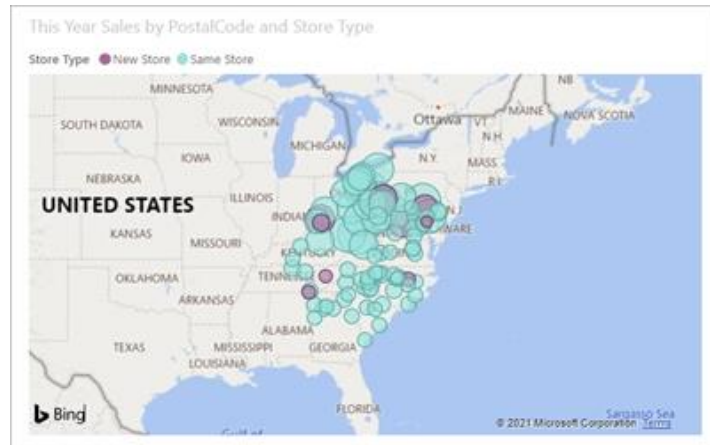 This Year Sales by PostalCode and Store Type
Store Type New Store Same Store
NB
MINNESOTA
Ottawa
MAINE
NOVA SCOTIA
SOUTH DAKOTA
WISCONSIN
VT
N.H.
MICHIGAN
IOWA
N.Y.
MASS.
R.I.
NEBRASKA
ILLINOIS
UNITED STATES
INDIA
N.J.
WARE
KANSAS
MISSOURI
KENTUCKY
OKLAHOMA
TENNE
ARKANSAS
ALABAMA
TEXAS
MISSISSIPPI
GEORGIA
LOUISIANA
FLORIDA
Bing
Gulf of
Sargasso Sea
© 2021 Microsoft Corporation Terms